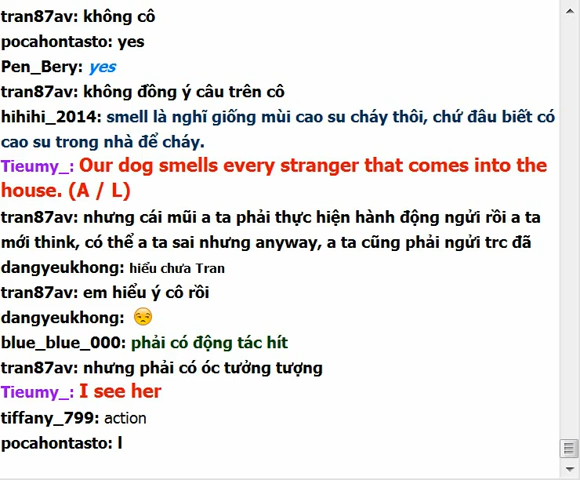 tran87av: không cô
pocahontasto: yes
Pen_Bery: yes
tran87av: không đồng ý câu trên cô
hihihi_2014: smell là nghĩ giống mùi cao su cháy thôi, chứ đâu biết có
cao su trong nhà để cháy.
Tieumy_: Our dog smells every stranger that comes into the
house. (A / L)
tran87av: nhưng cái mũi a ta phải thực hiện hành động ngửi rồi a ta
mới think, có thể a ta sai nhưng anyway, a ta cũng phải ngửi trc đã
dangyeukhong: hiểu chưa Tran
tran87av: em hiểu ý cô rồi
dangyeukhong:
blue_blue_000: phải có động tác hít
tran87av: nhưng phải có óc tưởng tượng
Tieumy_: I see her
tiffany_799: action
pocahontasto: l